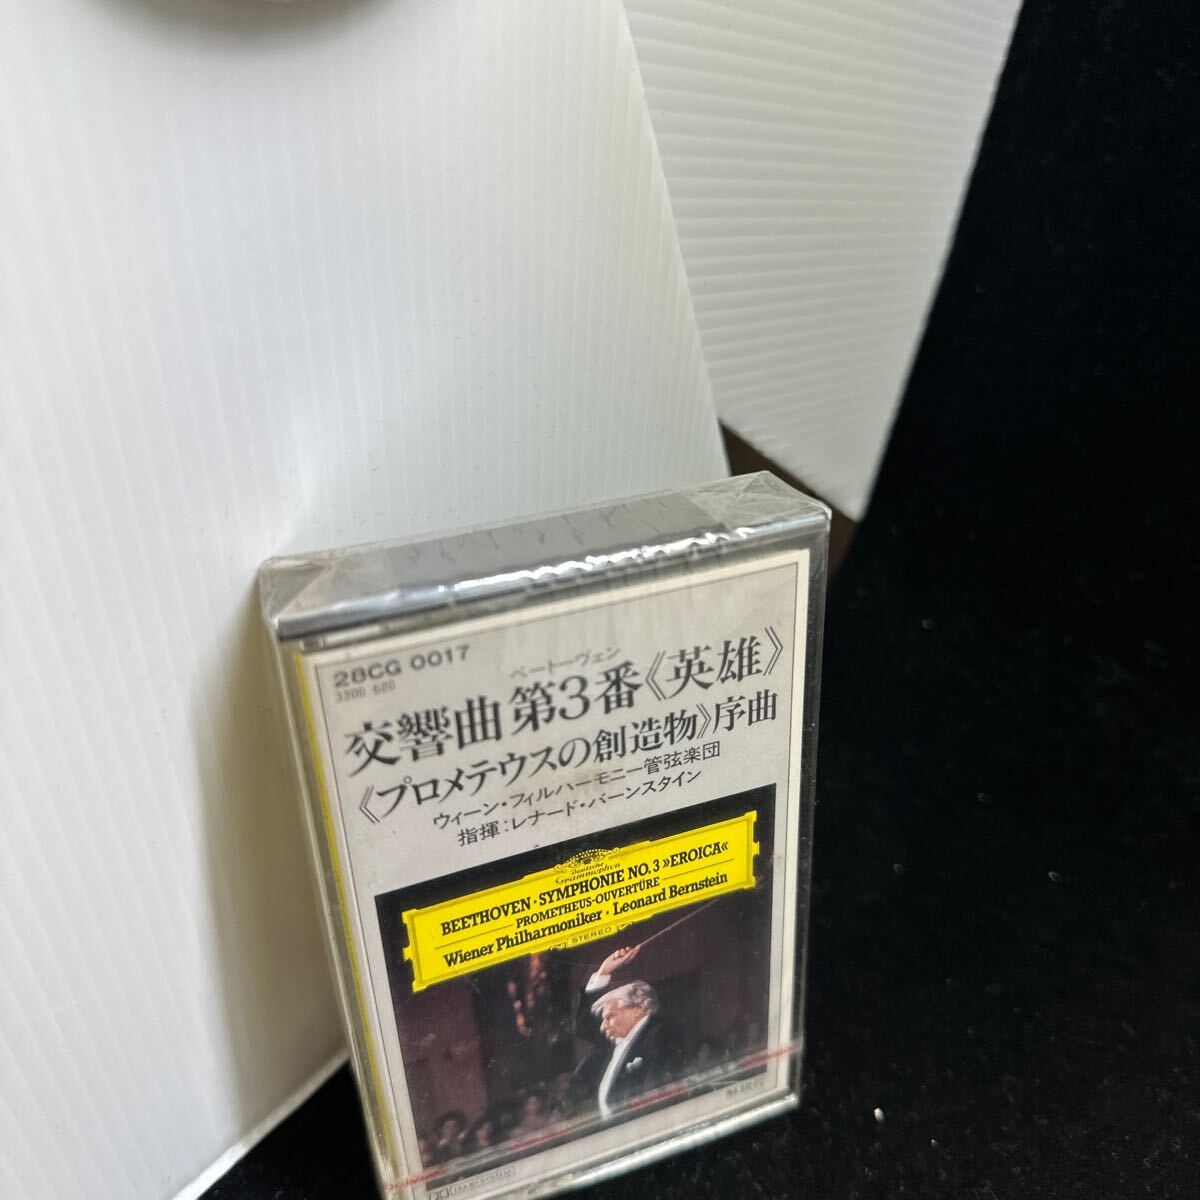 28CG 0017
3300 620
ベートーヴェン
交響曲第3番《英雄》
《プロメテウスの創造物》序曲
ウィーン・フィルハーモニー管弦楽団
指揮:レナード・バーンスタイン
Deutsche
Grammophon
BEETHOVEN · SYMPHONIE NO. 3 »EROICA«
PROMETHEUS-OUVERTÜRE
Wiener Philharmoniker · Leonard Bernstein
STEREO
解説付